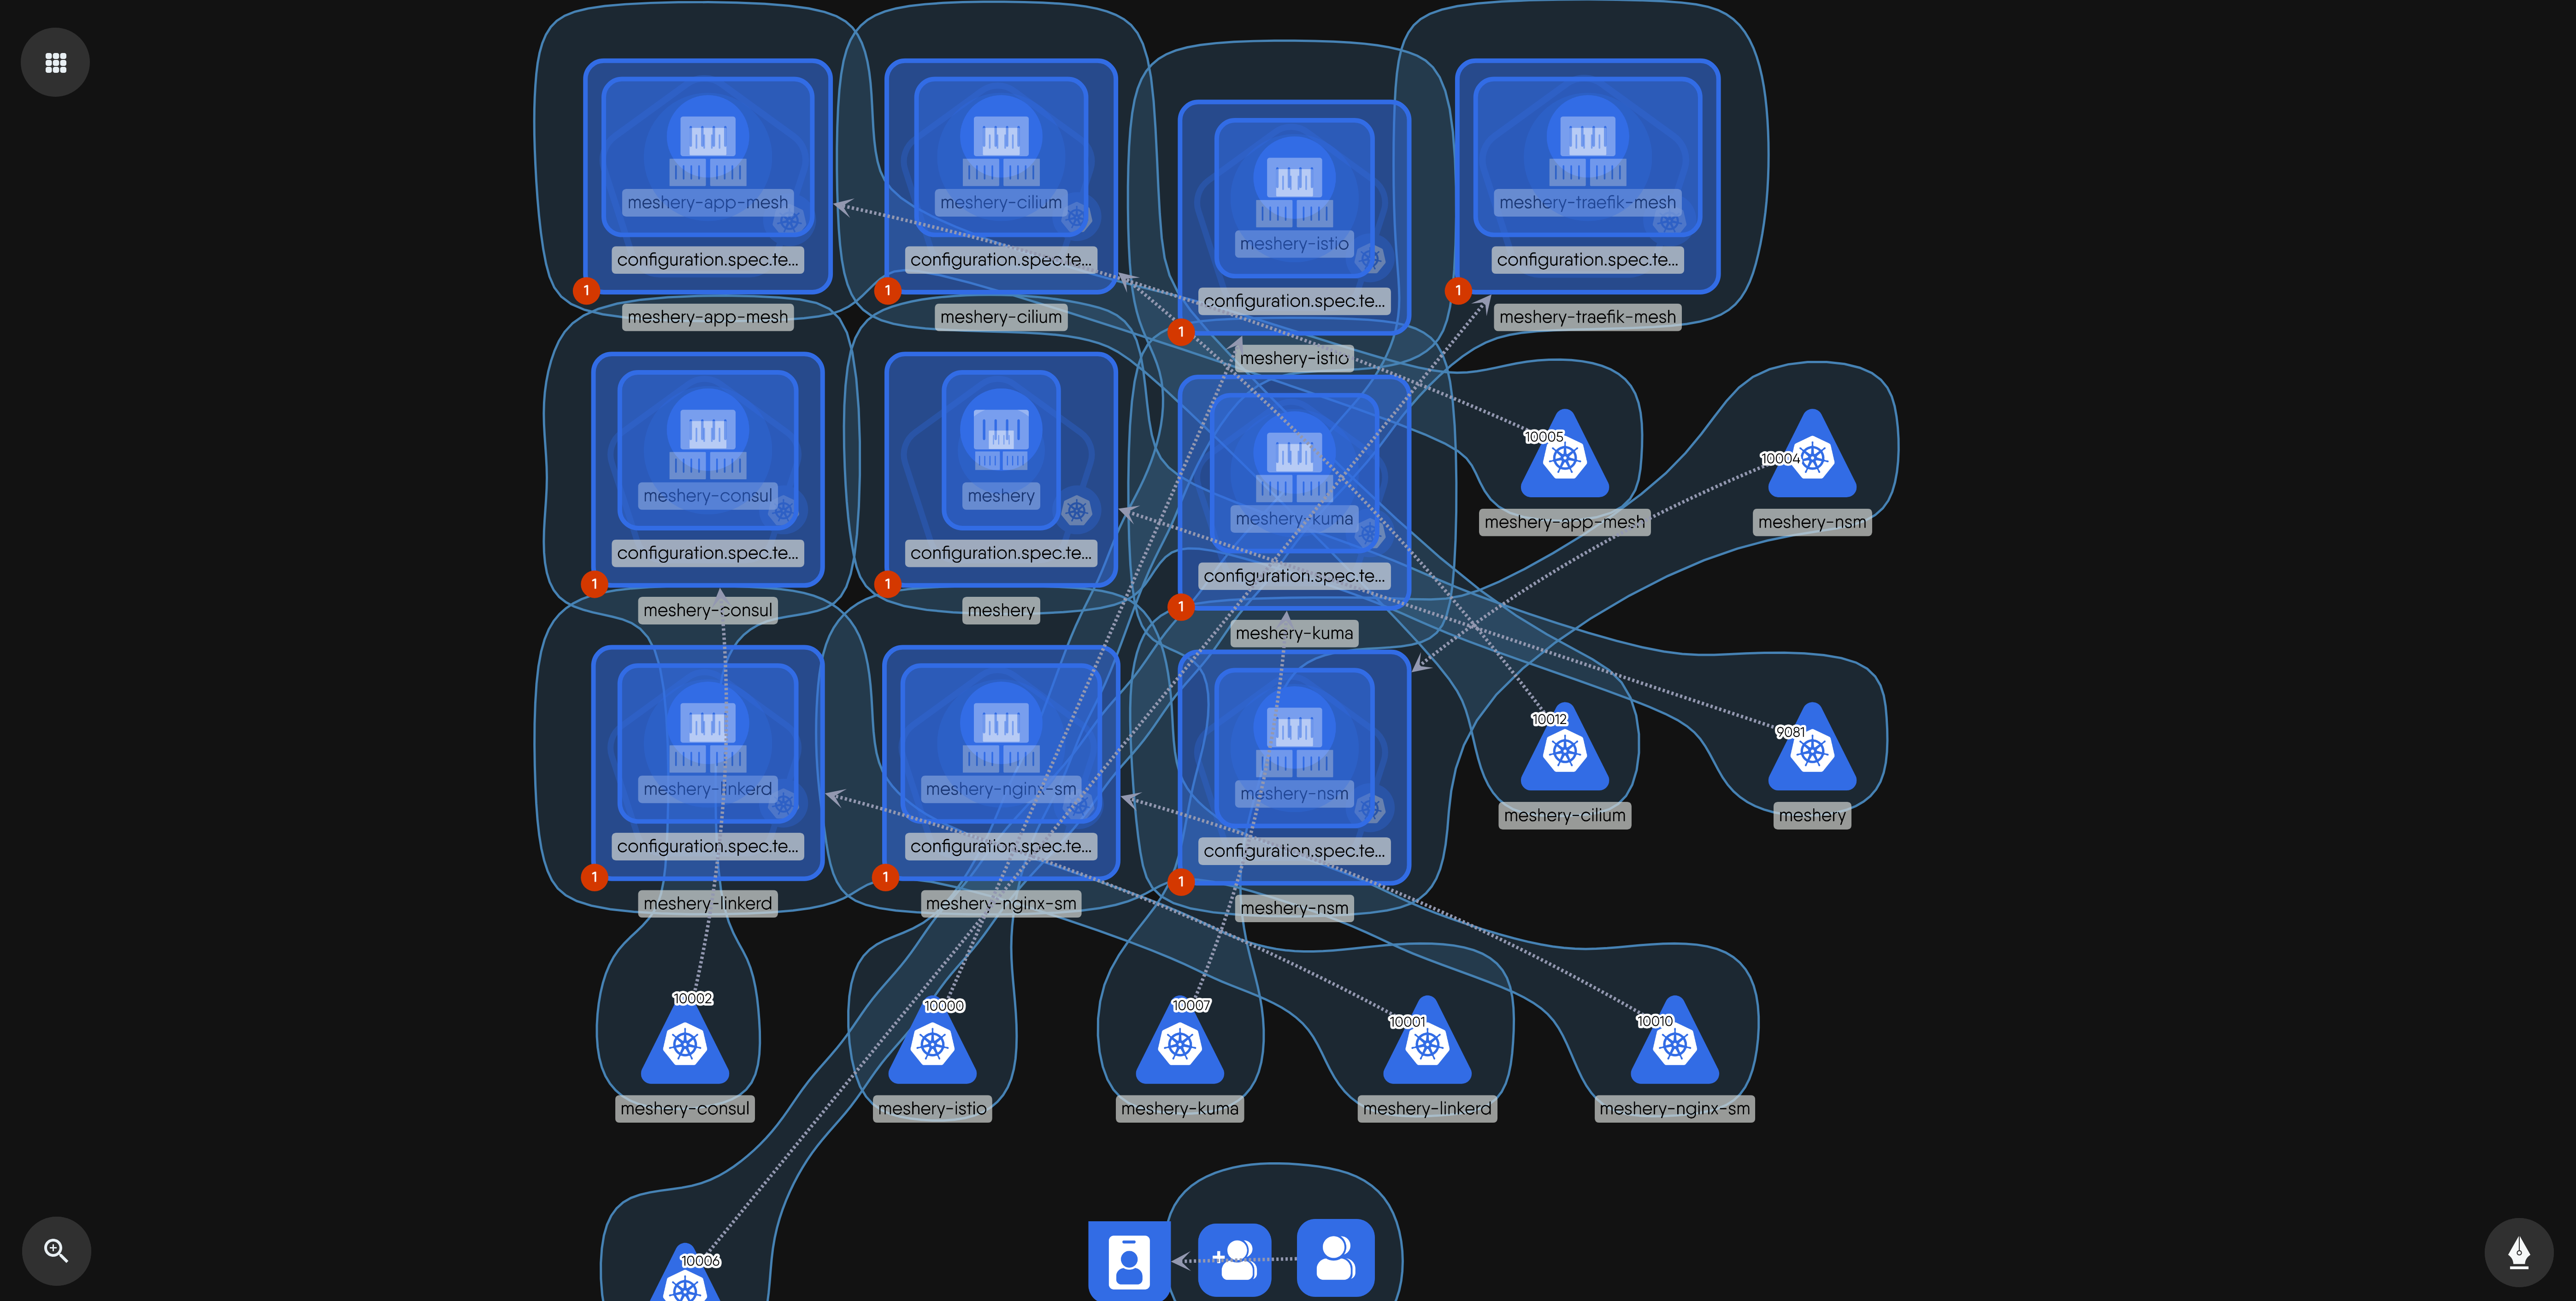 meshery-app-mesh
meshery-cilium
meshery-istio
meshery-traefik-mesh
configuration.spec.te...
configuration.spec.te...
configuration.spec.te...
configuration.spec.te...
1
1
1
1
meshery-app-mesh
meshery-cilium
meshery-istio
meshery-traefik-mesh
meshery-consul
meshery
meshery-kuma
10005
10004
meshery-app-mesh
meshery-nsm
configuration.spec.te...
configuration.spec.te...
configuration.spec.te...
1
1
1
meshery-consul
meshery
meshery-kuma
meshery-linkerd
meshery-nginx-sm
meshery-nsm
10012
9081
meshery-cilium
meshery
configuration.spec.te...
configuration.spec.te...
configuration.spec.te...
1
1
1
meshery-linkerd
meshery-nginx-sm
meshery-nsm
10002
10000
10007
10001
10010
meshery-consul
meshery-istio
meshery-kuma
meshery-linkerd
meshery-nginx-sm
10006